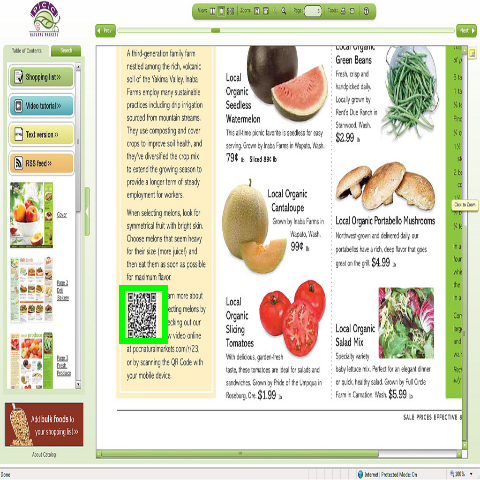 PCC
NATURAL MARKETS
Views:
Zooms:
Page:
Tools:
Prev
Next
Table of Contents
Search
Shopping list >>
Video tutorial >>
Text version >>
RSS feed >>
Cover
Page 2
Deli
Grocery
Page 3
Fresh
Produce
Add bulk foods to
your shopping list >>
About Catalog
A third-generation family farm
nestled among the rich, volcanic
soil of the Yakima Valley, Inaba
Farms employ many sustainable
practices including drip irrigation
sourced from mountain streams.
They use composting and cover
crops to improve soil health, and
they've diversified the crop mix
to extend the growing season to
provide a longer term of steady
employment for workers.
When selecting melons, look for
symmetrical fruit with bright skin.
Choose melons that seem heavy
for their size (more juice!) and
then eat them as soon as possible
for maximum flavor.
arn more about
ecting melons by
ecking out our
w video online
at pccnaturalmarkets.com/r/23
or by scanning the QR Code with
your mobile device.
Local
Organic
Seedless
Watermelon
This all-time picnic favorite is seedless for easy
serving. Grown by Inaba Farms in Wapato, Wash.
79¢ lb Sliced 89¢ lb
Local Organic
Cantaloupe
Grown by Inaba Farms in
Wapato, Wash.
99¢ lb
Local
Organic
Slicing
Tomatoes
With delicious, garden-fresh
taste, these tomatoes are ideal for salads and
sandwiches. Grown by Pride of the Umpqua in
Roseburg, Ore. $1.99 lb
Local Organic
Green Beans
Fresh, crisp and
handpicked daily.
Locally grown by
Rent's Due Ranch in
Stanwood, Wash.
$2.99 lb
Local Organic Portabello Mushrooms
Northwest-grown and delivered daily, our
portabellos have a rich, deep flavor that goes
great on the grill. $4.99 lb
Local Organic
Salad Mix
Specialty variety
baby lettuce mix. Perfect for an elegant dinner
or quick, healthy salad. Grown by Full Circle
Farm in Carnation, Wash. $5.99 lb
SALE PRICES EFFECTIVE 8
Click to Zoom
Done
Internet | Protected Mode: On
100%